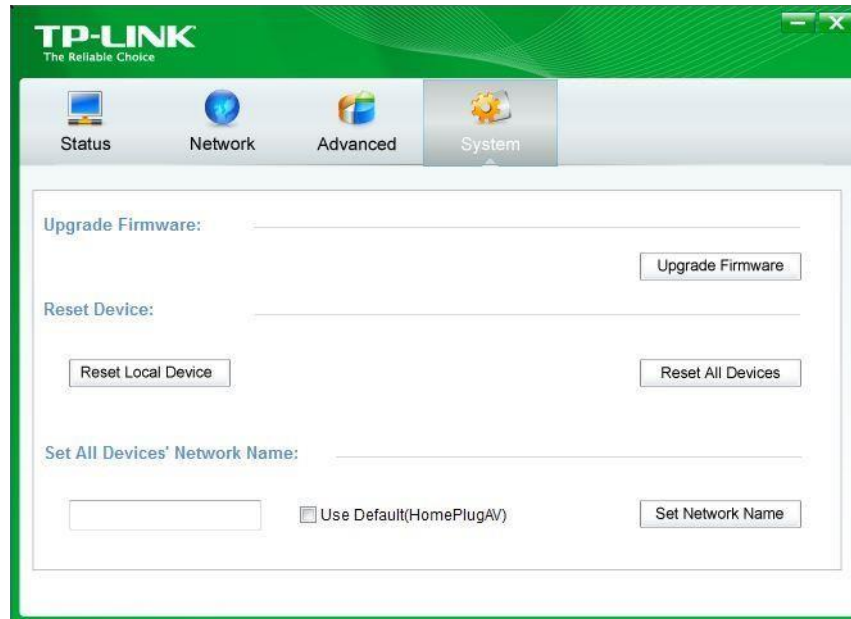 TP-LINK
The Reliable Choice
Status Network Advanced System
Upgrade Firmware:
Upgrade Firmware
Reset Device:
Reset Local Device Reset All Devices
Set All Devices' Network Name:
Use Default(HomePlugAV) Set Network Name